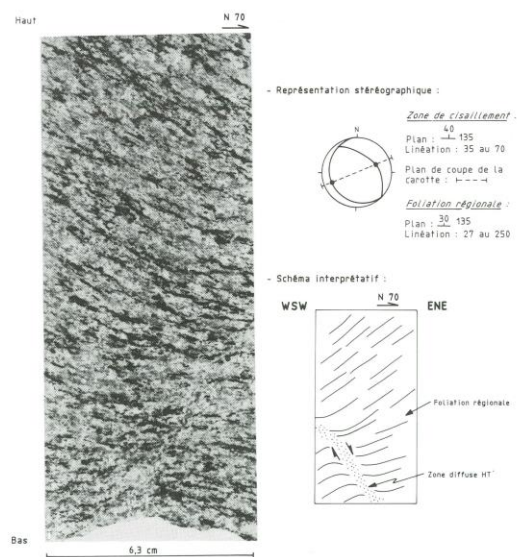 Haut
N 70
- Représentation stéréographique :
N
Zone de cisaillement :
40
Plan : 135
Linéation : 35 au 70
Plan de coupe de la
carotte :
Foliation régionale :
30
Plan : 135
Linéation : 27 au 250
- Schéma interprétatif :
N 70
WSW
ENE
Foliation régionale
Zone diffuse HT
Bas
6,3 cm